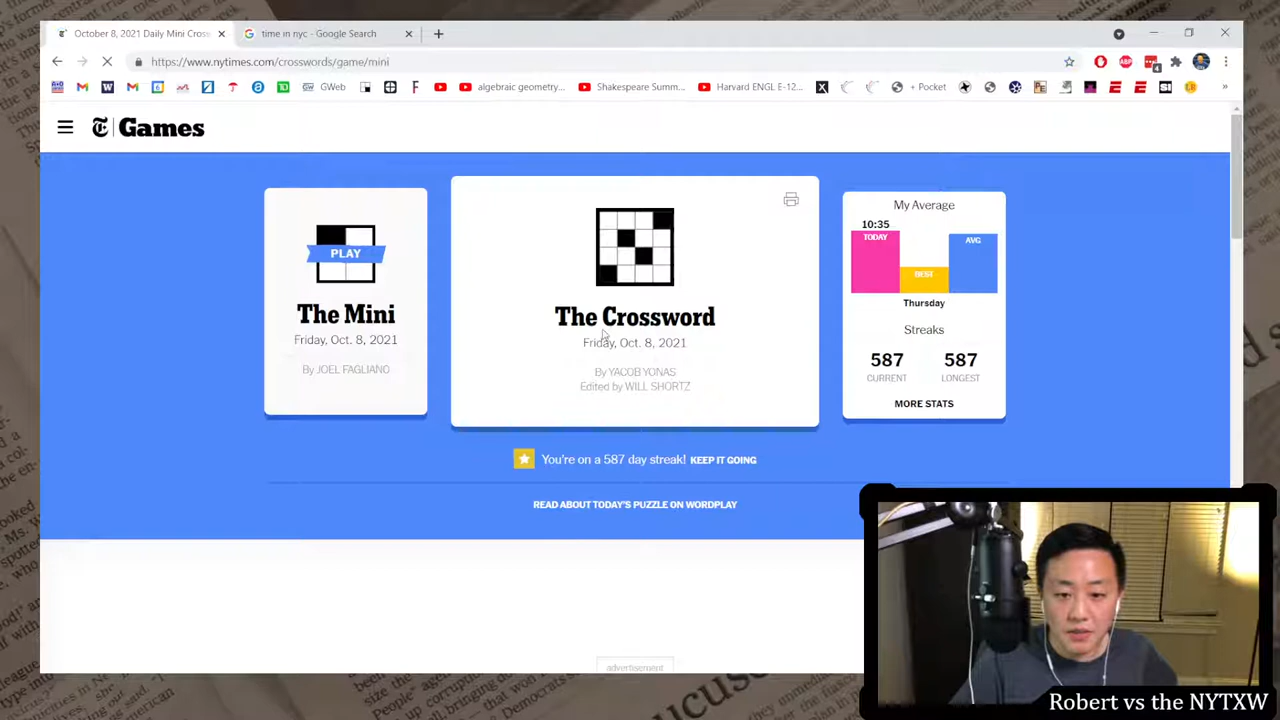 October 8, 2021 Daily Mini Cross
time in nyc - Google Search
https://www.nytimes.com/crosswords/game/mini
GWeb
algebraic geometry...
Shakespeare Summ...
Harvard ENGL E-12...
+ Pocket
T Games
PLAY
The Mini
Friday, Oct. 8, 2021
By JOEL FAGLIANO
The Crossword
Friday, Oct. 8, 2021
By YACOB YONAS
Edited by WILL SHORTZ
My Average
10:35
TODAY
BEST
AVG
Thursday
Streaks
587
587
CURRENT
LONGEST
MORE STATS
You're on a 587 day streak! KEEP IT GOING
READ ABOUT TODAY'S PUZZLE ON WORDPLAY
advertisement
Robert vs the NYTXW